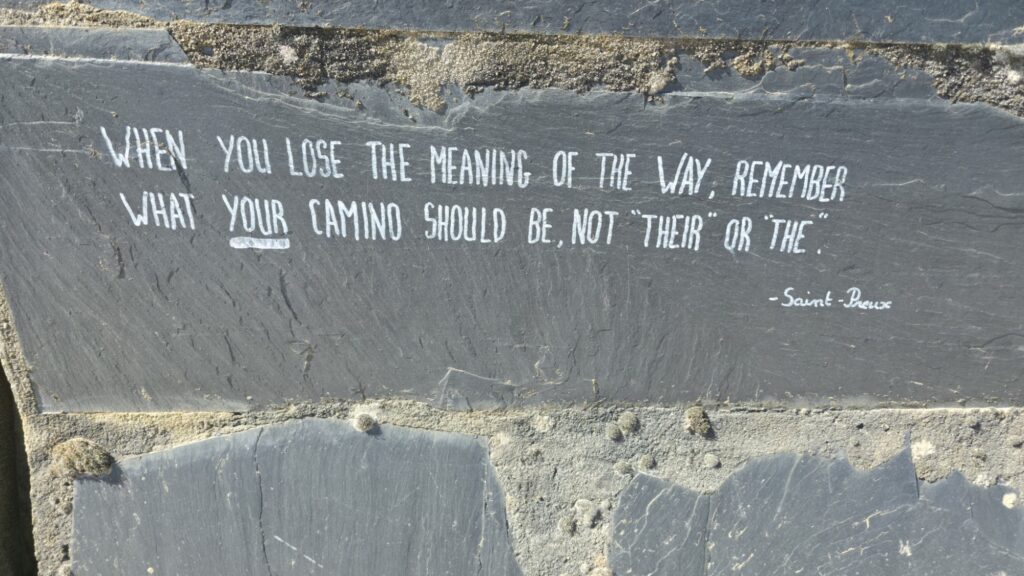 WHEN YOU LOSE THE MEANING OF THE WAY, REMEMBER
WHAT YOUR CAMINO SHOULD BE, NOT "THEIR" OR "THE".
- Saint-Preux